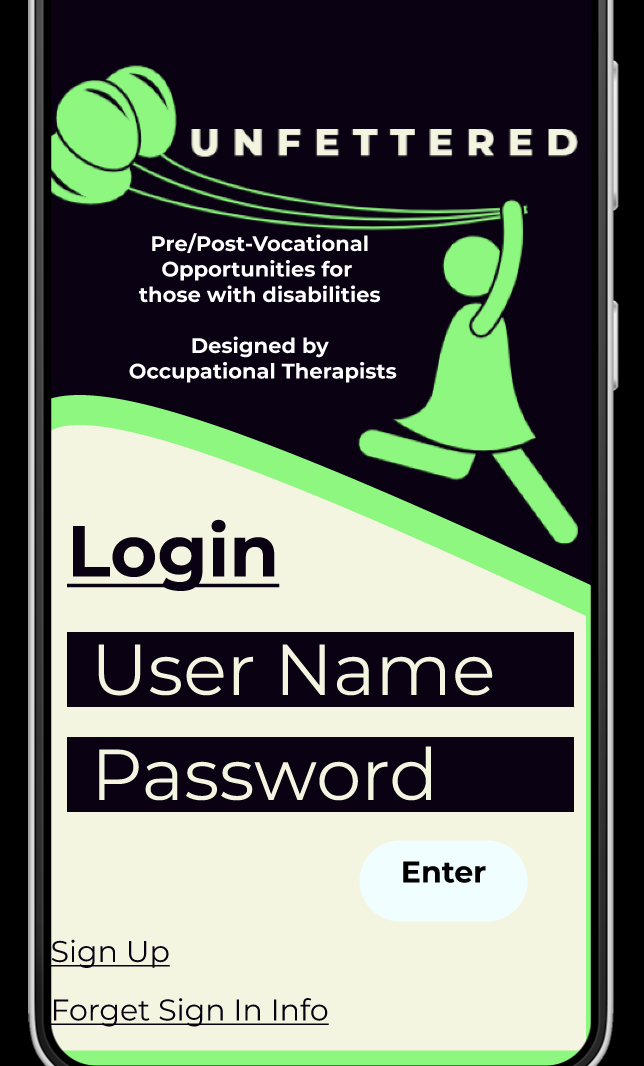 UNFETTERED
Pre/Post-Vocational
Opportunities for
those with disabilities
Designed by
Occupational Therapists
Login
User Name
Password
Enter
Sign Up
Forget Sign In Info